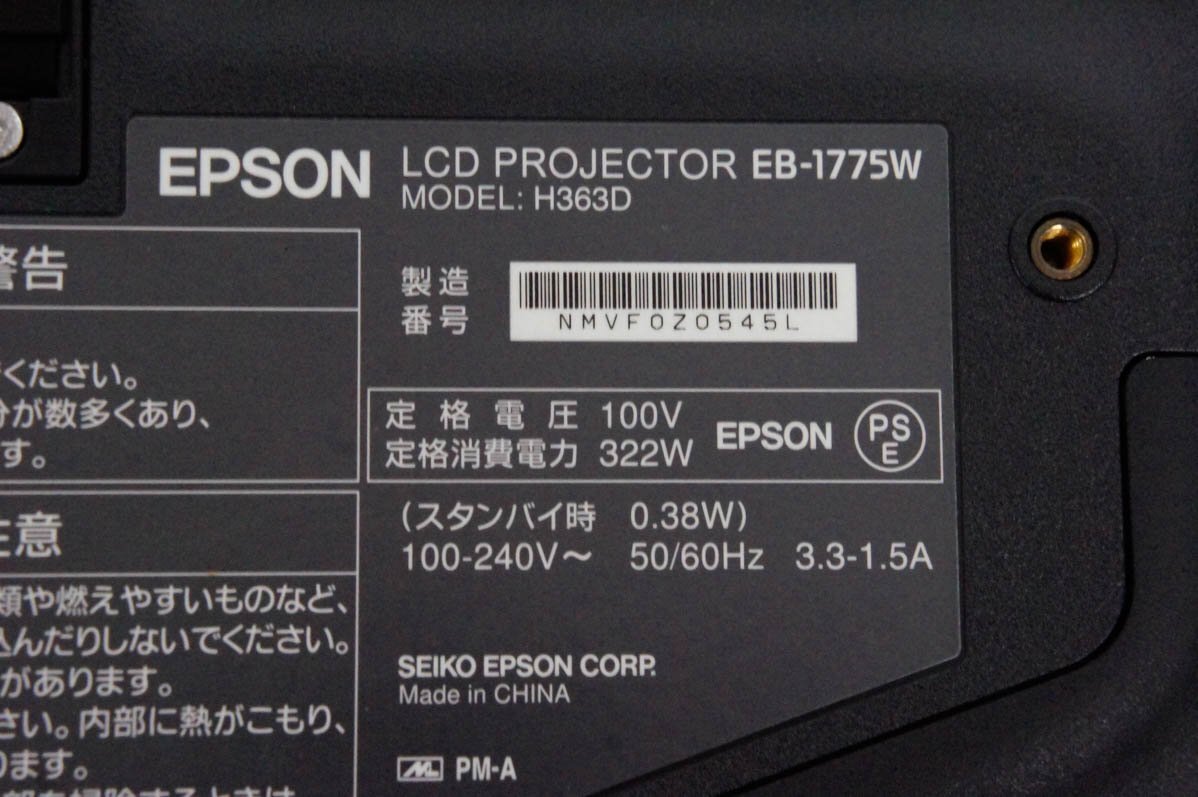 EPSON LCD PROJECTOR EB-1775W
MODEL: H363D
製造
番号
NMVF0Z0545L
定格電圧 100V
定格消費電力 322W
EPSON
PS
E
(スタンバイ時 0.38W)
100-240V～ 50/60Hz 3.3-1.5A
SEIKO EPSON CORP.
Made in CHINA
PM-A
警告
ください。
が数多くあり、
す。
注意
類や燃えやすいものなど、
込んだりしないでください。
があります。
さい。内部に熱がこもり、
ります。